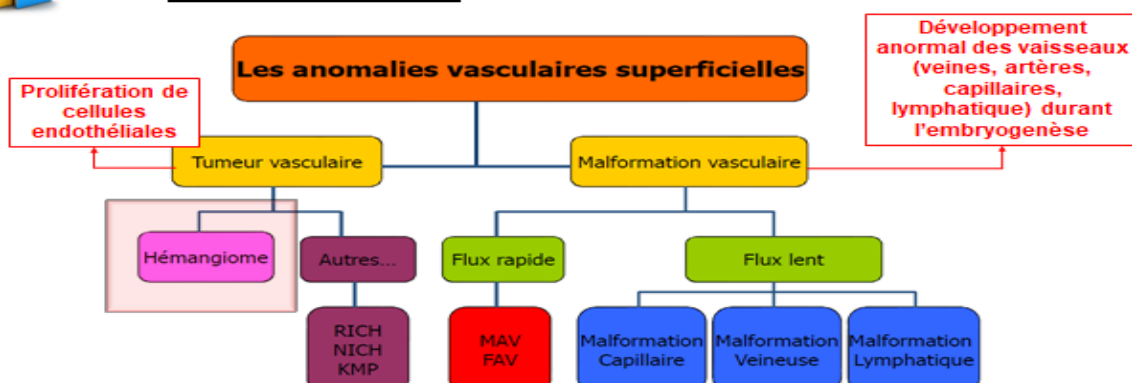 Les anomalies vasculaires superficielles
Développement
anormal des vaisseaux
(veines, artères,
capillaires,
lymphatique) durant
l'embryogenèse
Prolifération de
cellules
endothéliales
Tumeur vasculaire
Malformation vasculaire
Hémangiome
Autres...
Flux rapide
Flux lent
RICH
NICH
KMP
MAV
FAV
Malformation
Capillaire
Malformation
Veineuse
Malformation
Lymphatique